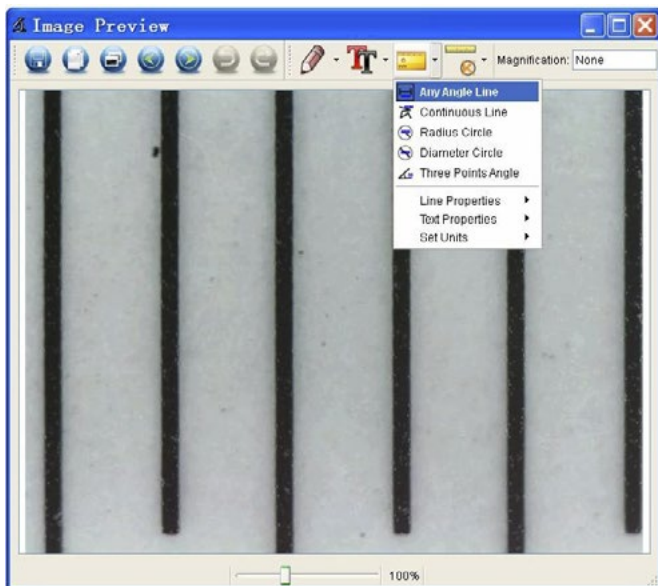 Image Preview
TT
Magnification: None
Any Angle Line
Continuous Line
Radius Circle
Diameter Circle
Three Points Angle
Line Properties
Text Properties
Set Units
100%